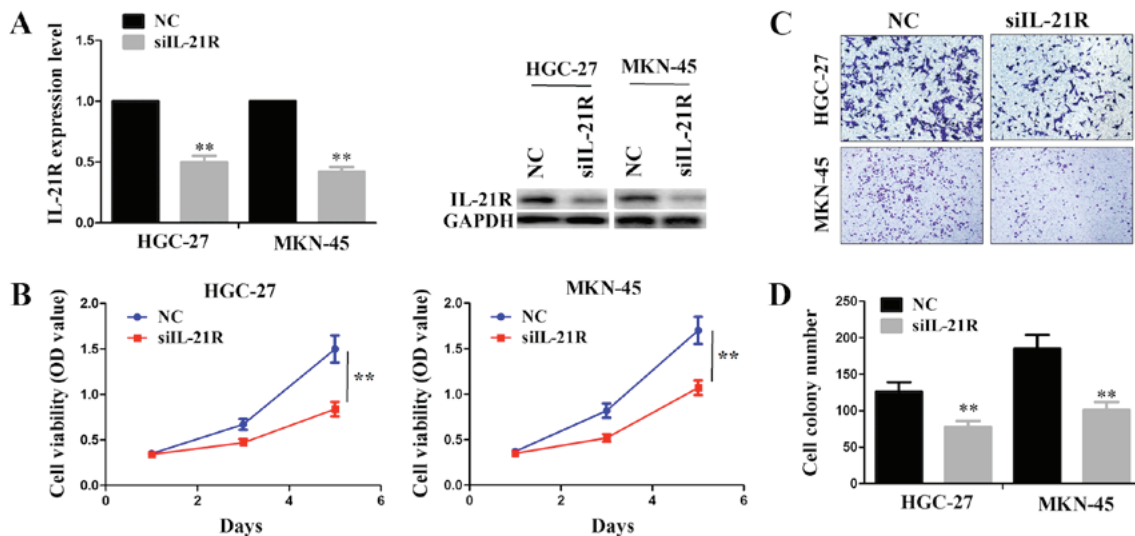 A
NC
siIL-21R
IL-21R expression level
1.5
1.0
0.5
0.0
**
**
HGC-27
MKN-45
HGC-27
MKN-45
NC
siIL-21R
NC
siIL-21R
IL-21R
GAPDH
C
NC
siIL-21R
HGC-27
MKN-45
B
HGC-27
Cell viability (OD value)
2.0
1.5
1.0
0.5
0.0
NC
siIL-21R
**
0
2
4
6
Days
MKN-45
Cell viability (OD value)
2.0
1.5
1.0
0.5
0.0
NC
siIL-21R
**
0
2
4
6
Days
D
Cell colony number
250
200
150
100
50
0
NC
siIL-21R
**
**
HGC-27
MKN-45